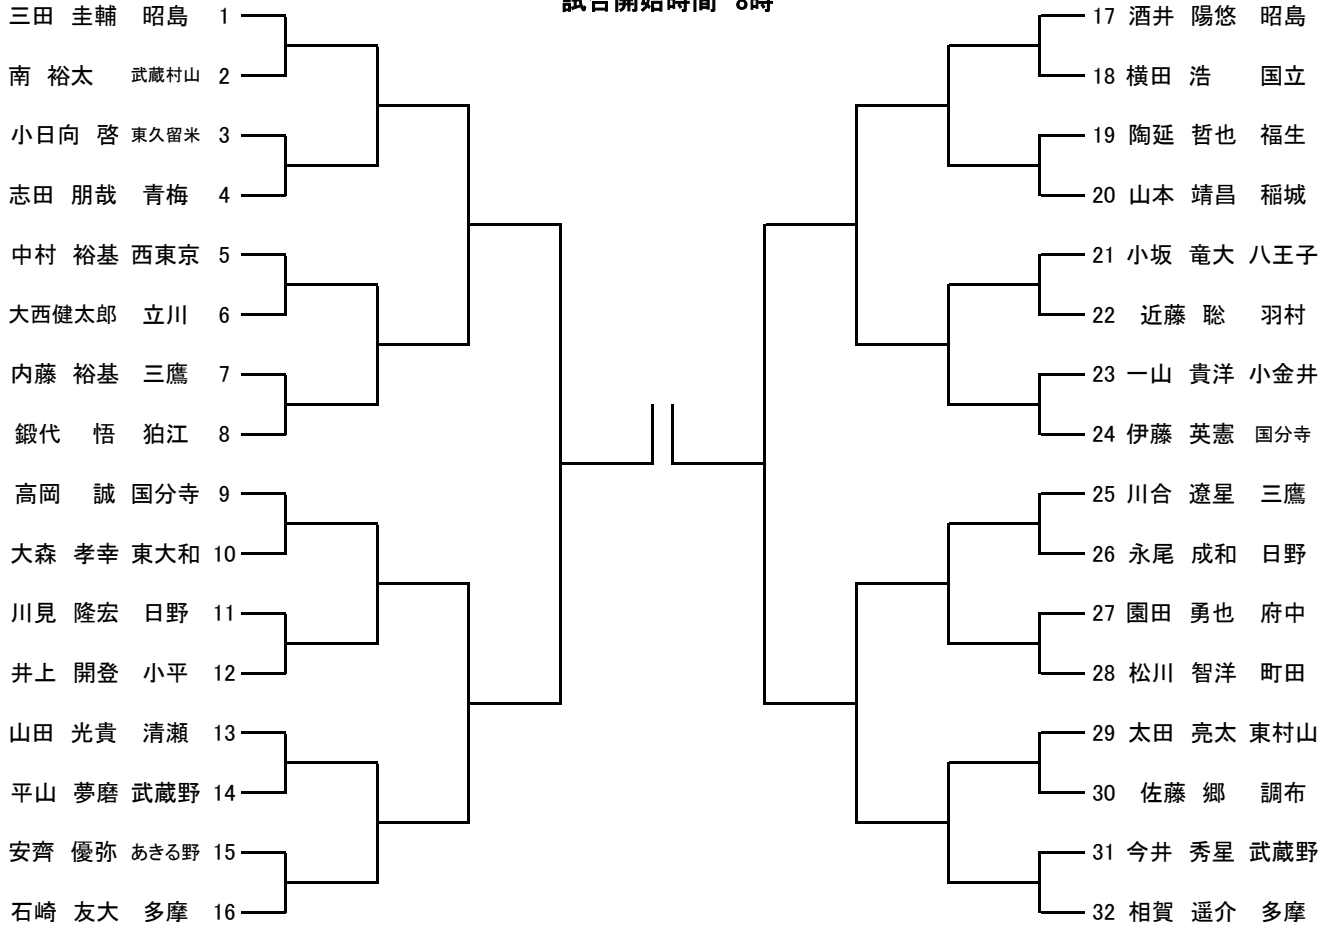 試合開始時間 8時
三田 圭輔 昭島 1
南 裕太 武蔵村山 2
小日向 啓 東久留米 3
志田 朋哉 青梅 4
中村 裕基 西東京 5
大西健太郎 立川 6
内藤 裕基 三鷹 7
鍛代 悟 狛江 8
高岡 誠 国分寺 9
大森 孝幸 東大和 10
川見 隆宏 日野 11
井上 開登 小平 12
山田 光貴 清瀬 13
平山 夢磨 武蔵野 14
安齊 優弥 あきる野 15
石崎 友大 多摩 16
17 酒井 陽悠 昭島
18 横田 浩 国立
19 陶延 哲也 福生
20 山本 靖昌 稲城
21 小坂 竜大 八王子
22 近藤 聡 羽村
23 一山 貴洋 小金井
24 伊藤 英憲 国分寺
25 川合 遼星 三鷹
26 永尾 成和 日野
27 園田 勇也 府中
28 松川 智洋 町田
29 太田 亮太 東村山
30 佐藤 郷 調布
31 今井 秀星 武蔵野
32 相賀 遥介 多摩